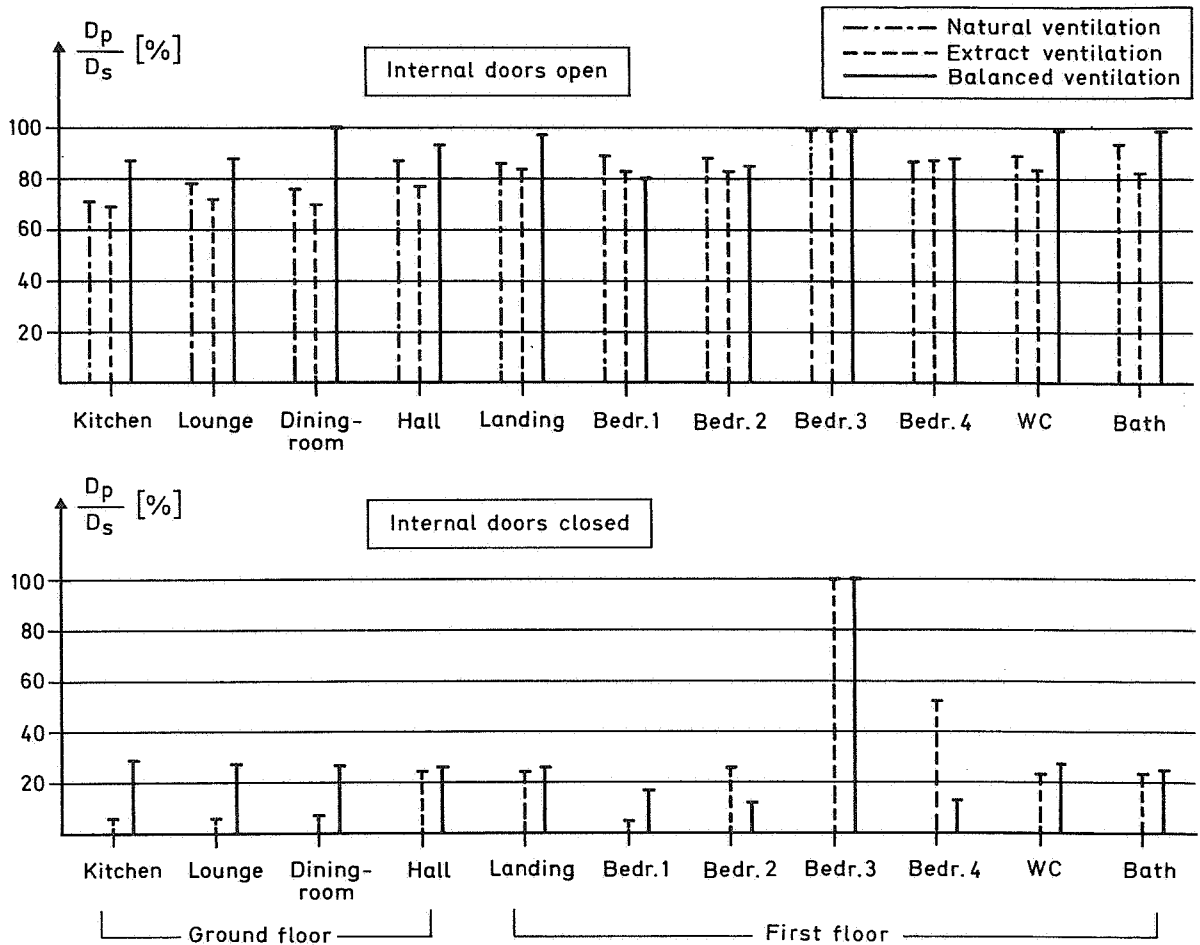 Dp
Ds [%]
Internal doors open
Natural ventilation
Extract ventilation
Balanced ventilation
100
80
60
40
20
Kitchen Lounge Dining- Hall Landing Bedr.1 Bedr.2 Bedr.3 Bedr.4 WC Bath
room
Dp
Ds [%]
Internal doors closed
100
80
60
40
20
Kitchen Lounge Dining- Hall Landing Bedr.1 Bedr.2 Bedr.3 Bedr.4 WC Bath
room
Ground floor First floor